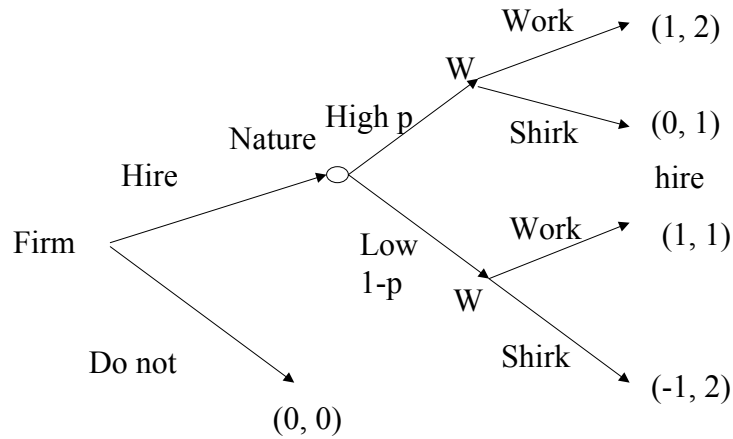 Work
(1, 2)
W
High p
Shirk
(0, 1)
Nature
Hire
hire
Work
(1, 1)
Firm
Low
1-p
W
Shirk
Do not
(-1, 2)
(0, 0)